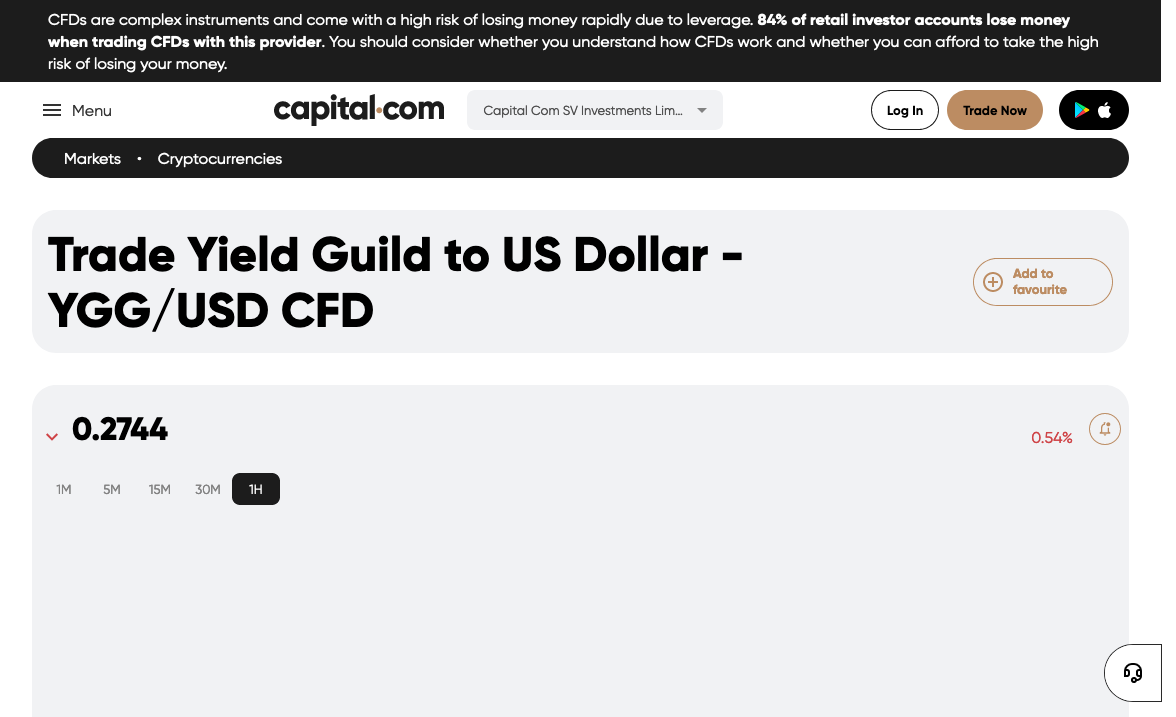 CFDs are complex instruments and come with a high risk of losing money rapidly due to leverage. 84% of retail investor accounts lose money
when trading CFDs with this provider. You should consider whether you understand how CFDs work and whether you can afford to take the high
risk of losing your money.
Menu
capital.com
Capital Com SV Investments Lim...
Log In
Trade Now
Markets • Cryptocurrencies
Trade Yield Guild to US Dollar -
YGG/USD CFD
Add to
favourite
0.2744
0.54%
1M 5M 15M 30M 1H